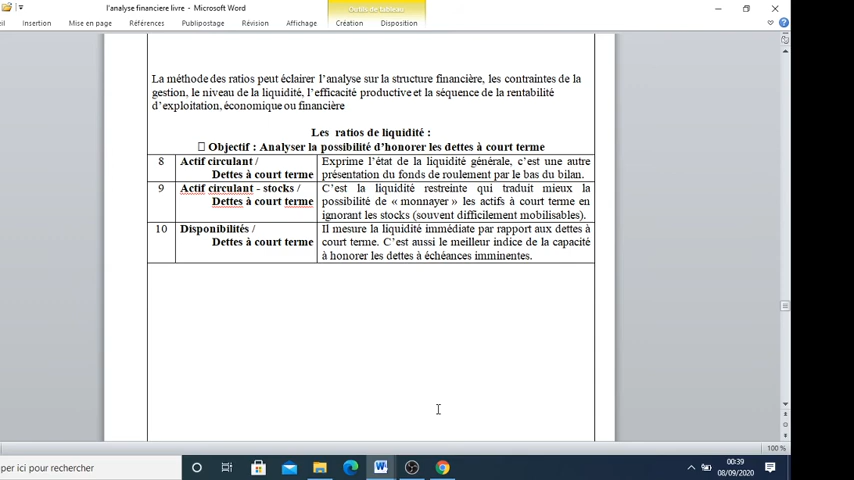 l'analyse financiere livre - Microsoft Word
Outils de tableau
Insertion Mise en page Références Publipostage Révision Affichage Création Disposition
La méthode des ratios peut éclairer l'analyse sur la structure financière, les contraintes de la
gestion, le niveau de la liquidité, l'efficacité productive et la séquence de la rentabilité
d'exploitation, économique ou financière
Les ratios de liquidité :
Objectif : Analyser la possibilité d'honorer les dettes à court terme
8 Actif circulant / Exprime l'état de la liquidité générale, c'est une autre
Dettes à court terme présentation du fonds de roulement par le bas du bilan.
9 Actif circulant - stocks / C'est la liquidité restreinte qui traduit mieux la
Dettes à court terme possibilité de « monnayer » les actifs à court terme en
ignorant les stocks (souvent difficilement mobilisables).
10 Disponibilités / Il mesure la liquidité immédiate par rapport aux dettes à
Dettes à court terme court terme. C'est aussi le meilleur indice de la capacité
à honorer les dettes à échéances imminentes.
100 %
per ici pour rechercher
00:39
08/09/2020